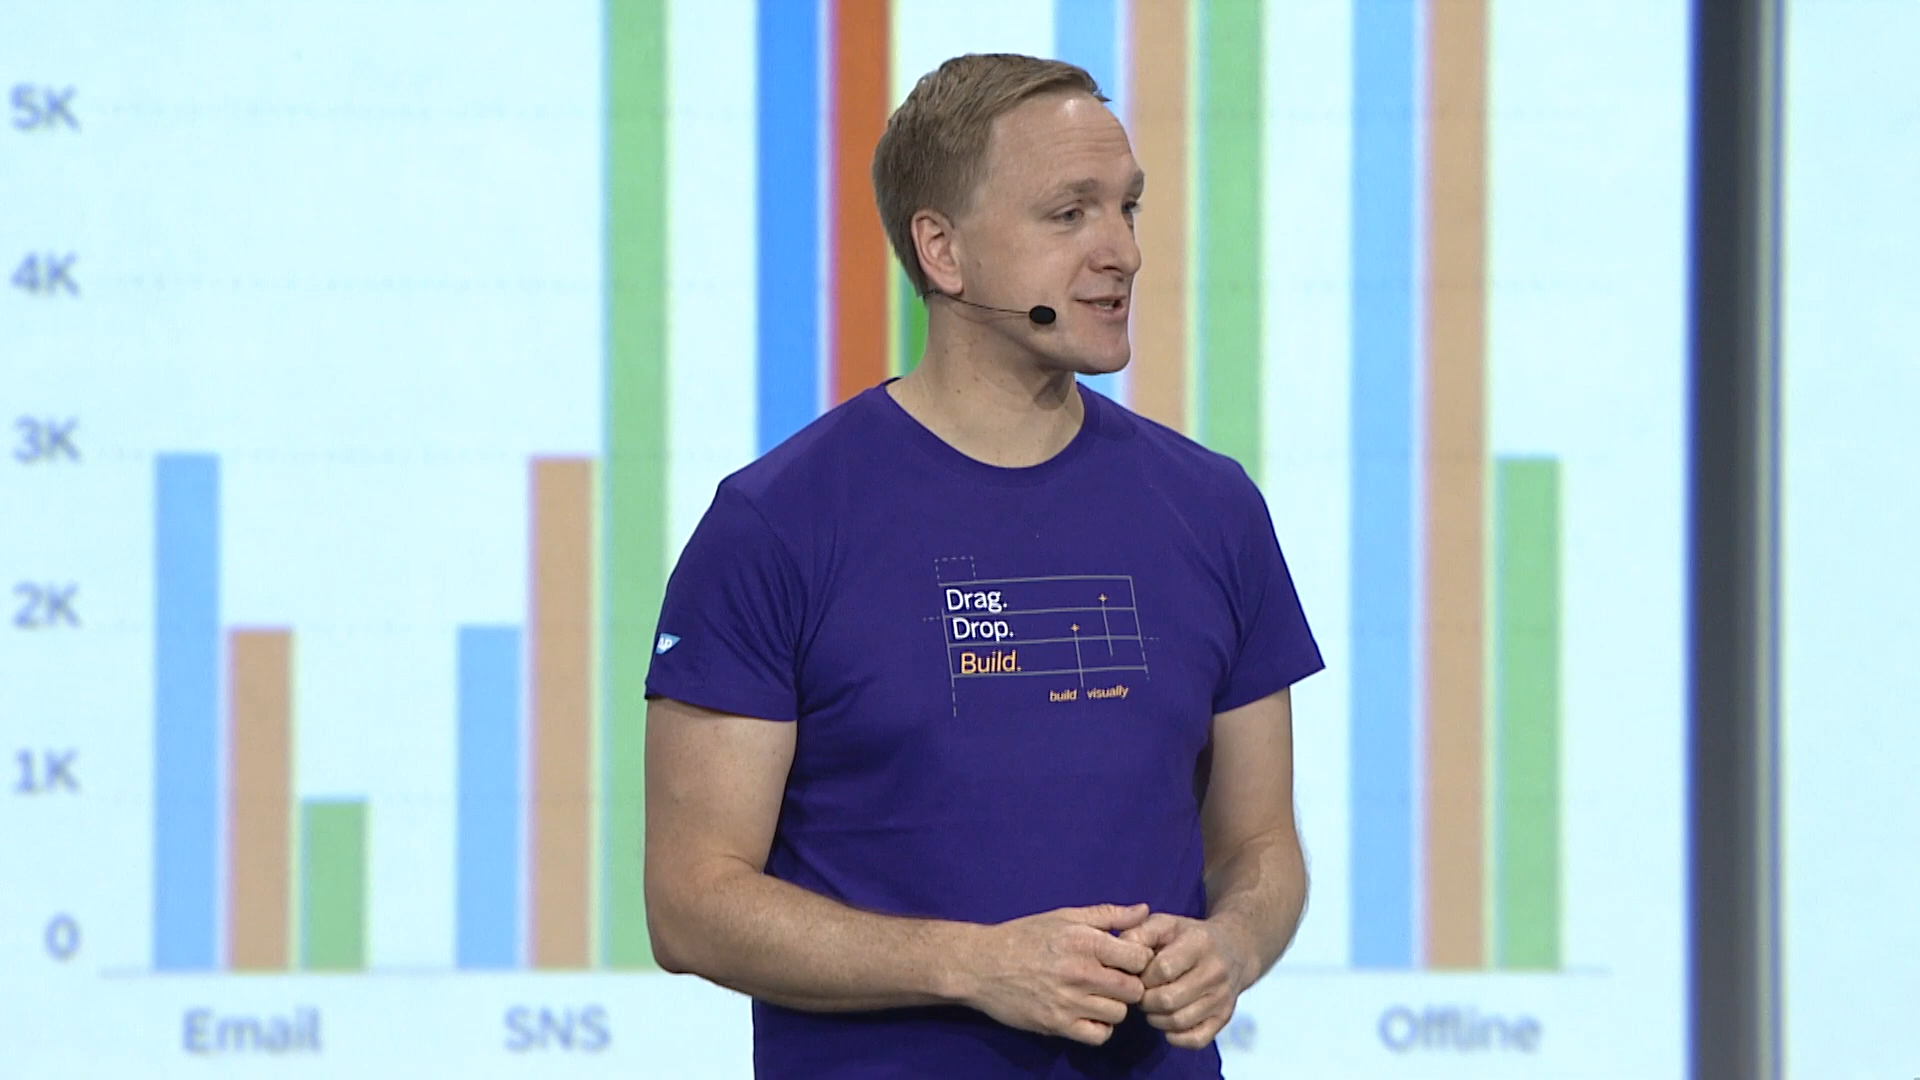 5K
4K
3K
2K
1K
0
Email
SNS
Offline
Drag.
Drop.
Build.
build visually